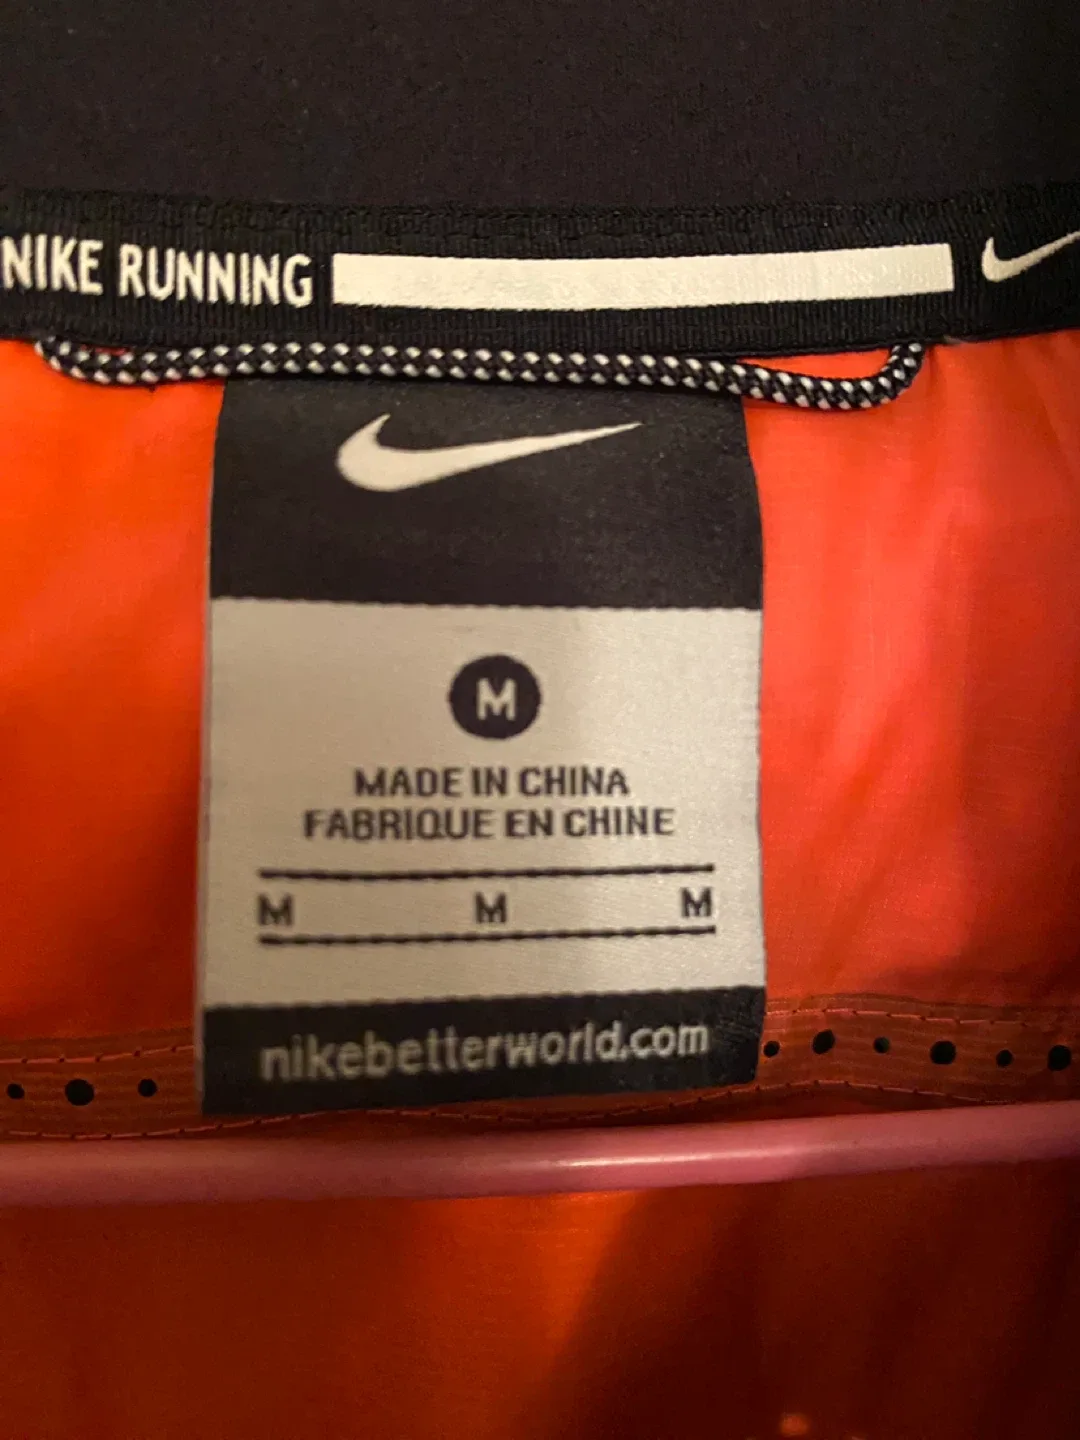 NIKE RUNNING
M
MADE IN CHINA
FABRIQUE EN CHINE
M M M
nikebetterworld.com